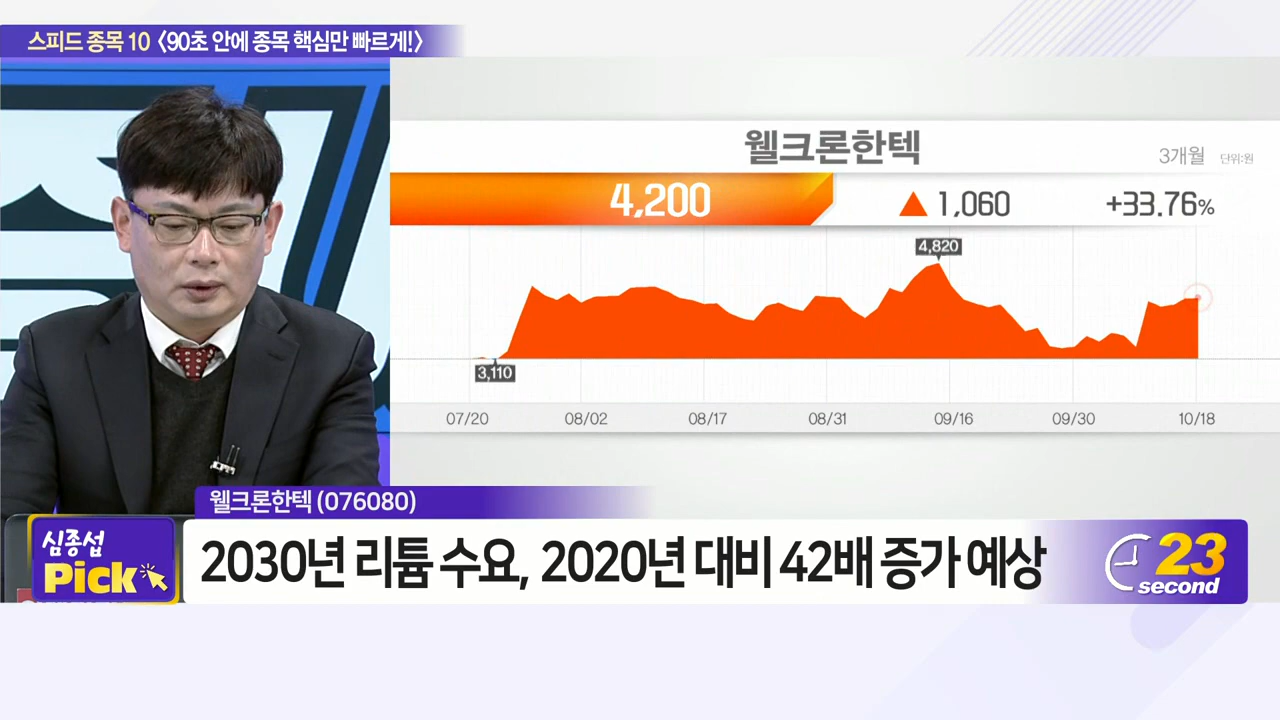 스피드 종목 10 <90초 안에 종목 핵심만 빠르게!>
웰크론한텍
3개월 단위:원
4,200 ▲ 1,060 +33.76%
4,820
3,110
07/20 08/02 08/17 08/31 09/16 09/30 10/18
웰크론한텍 (076080)
심종섭
Pick
2030년 리튬 수요, 2020년 대비 42배 증가 예상
23
second